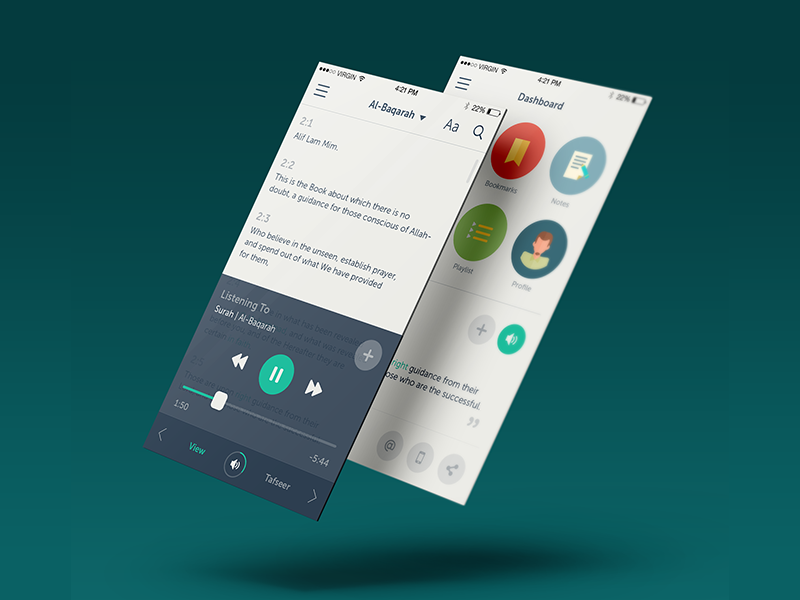 VIRGIN
4:21 PM
22%
Al-Baqarah
Aa
2:1
Alif Lam Mim.
2:2
This is the Book about which there is no
doubt, a guidance for those conscious of Allah-
2:3
Who believe in the unseen, establish prayer,
and spend out of what We have provided
for them,
Listening To
Surah | Al-Baqarah
1:50
-5:44
View
Tafseer
VIRGIN
4:21 PM
22%
Dashboard
Bookmarks
Notes
Playlist
Profile
right guidance from their
ose who are the successful.
”
@